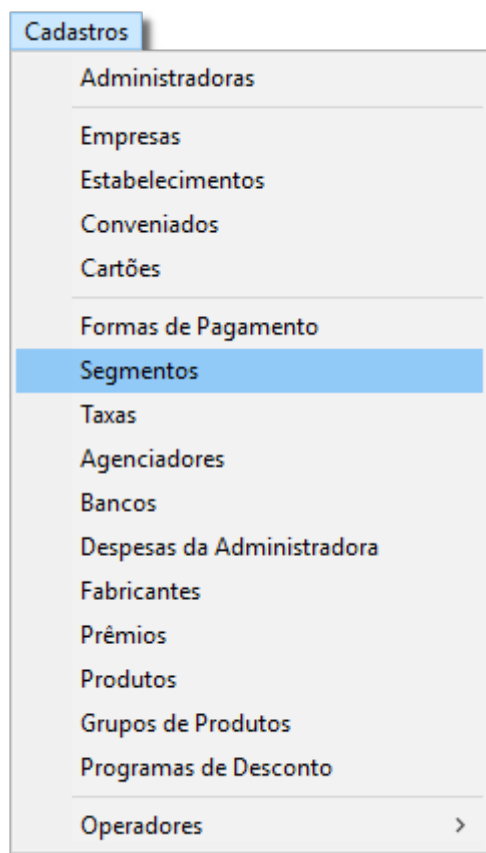 Cadastros
Administradoras
Empresas
Estabelecimentos
Conveniados
Cartões
Formas de Pagamento
Segmentos
Taxas
Agenciadores
Bancos
Despesas da Administradora
Fabricantes
Prêmios
Produtos
Grupos de Produtos
Programas de Desconto
Operadores